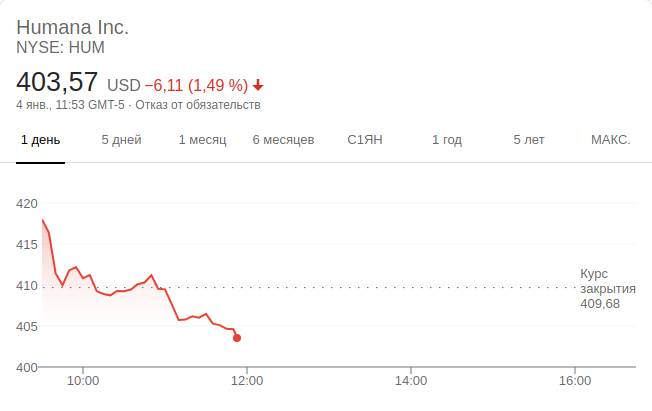 Humana Inc.
NYSE: HUM
403,57 USD −6,11 (1,49 %)
4 янв., 11:53 GMT-5 · Отказ от обязательств
1 день 5 дней 1 месяц 6 месяцев С1ЯН 1 год 5 лет МАКС.
420
415
410
405
400
Курс
закрытия
409,68
10:00 12:00 14:00 16:00